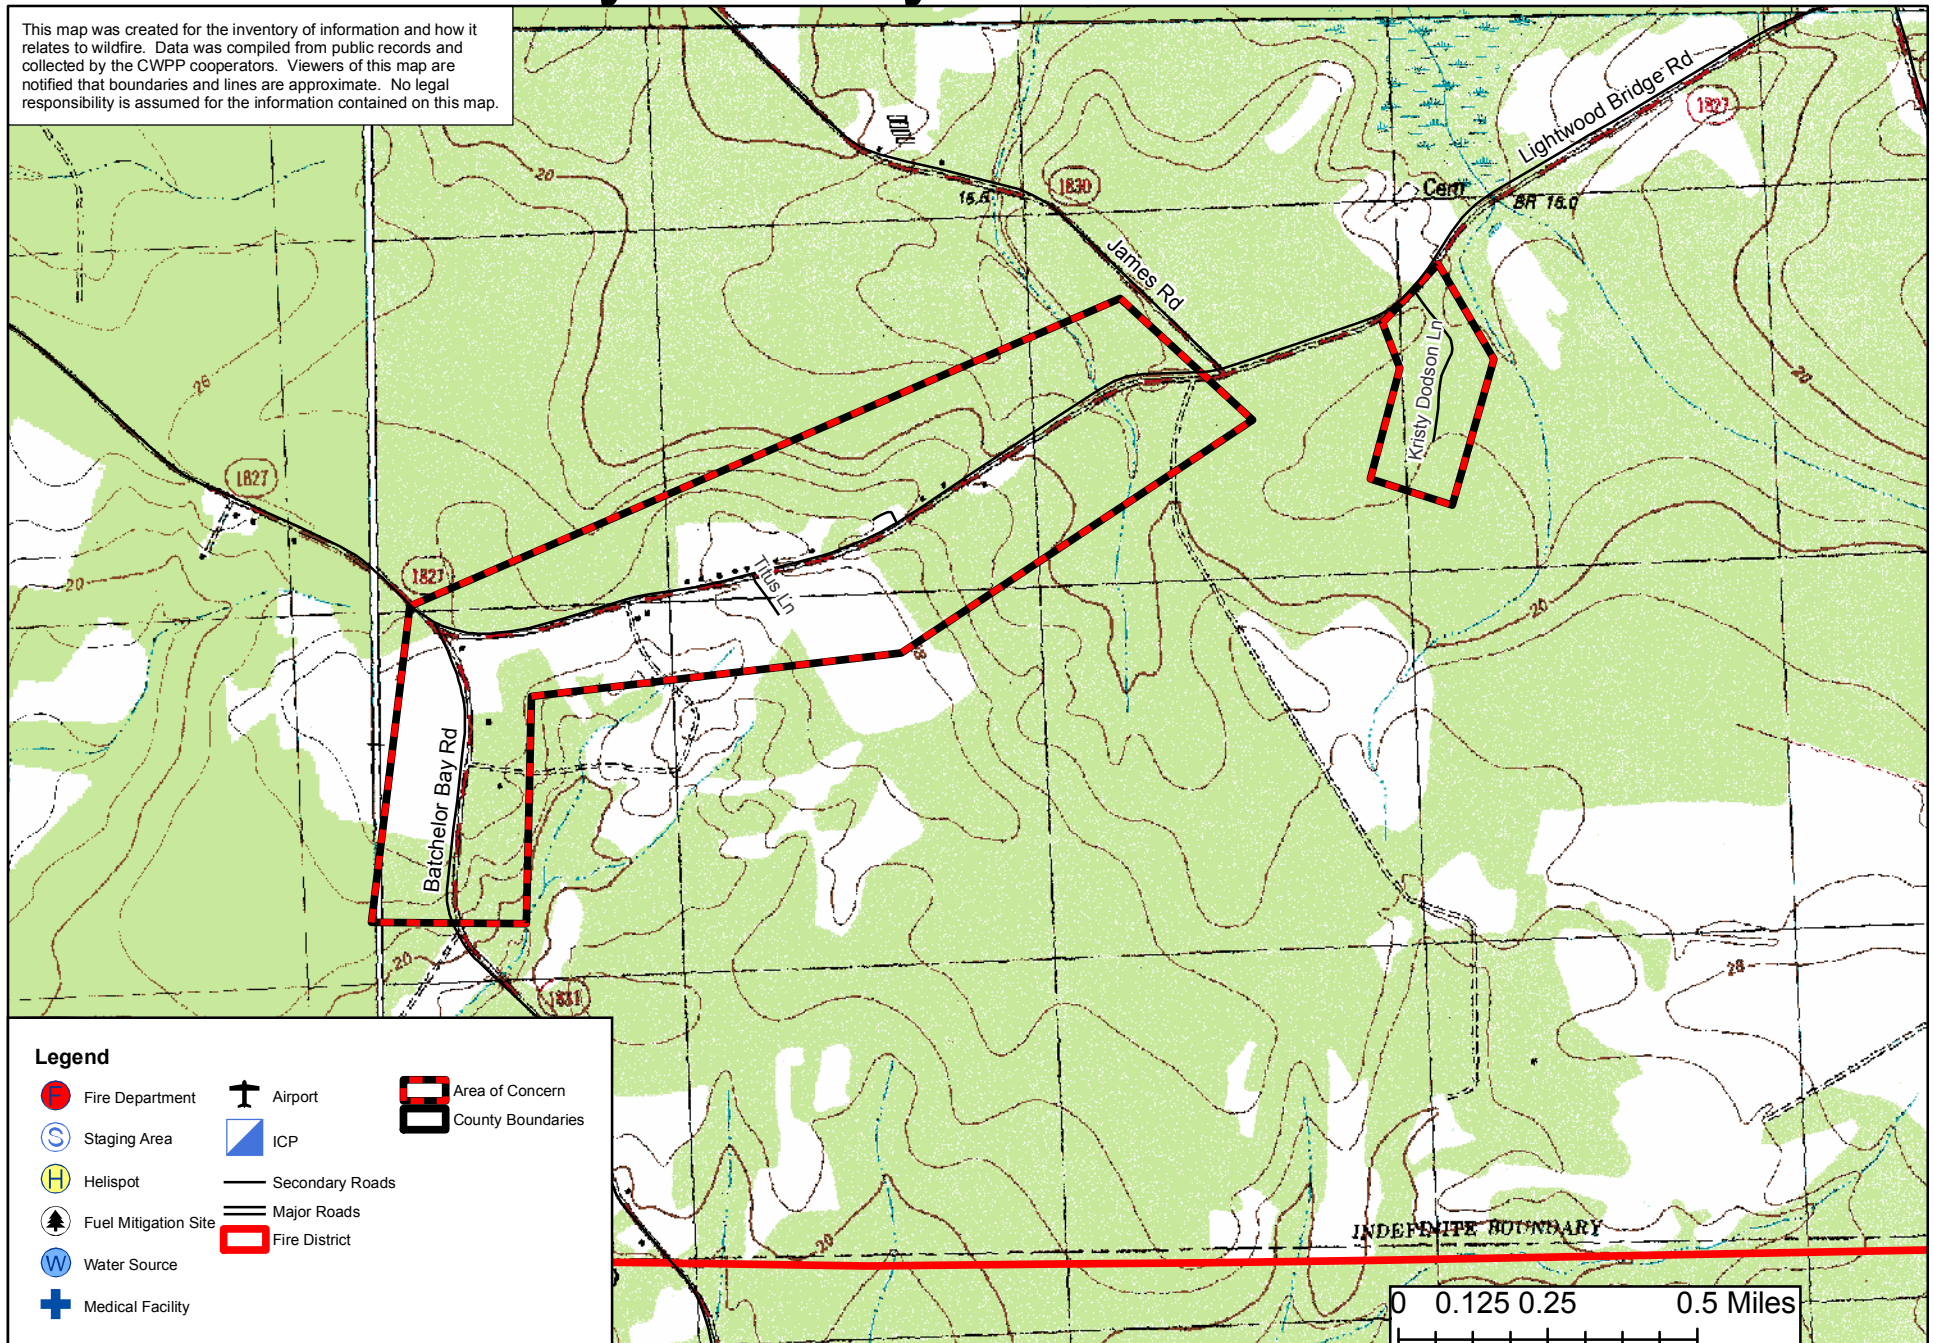 This map was created for the inventory of information and how it
relates to wildfire. Data was compiled from public records and
collected by the CWPP cooperators. Viewers of this map are
notified that boundaries and lines are approximate. No legal
responsibility is assumed for the information contained on this map.
Lightwood Bridge Rd
1827
20
1830
Cem
BR 16.0
James Rd
20
26
Kristy Dodson Ln
1827
1827
Titus Ln
20
20
Batchelor Bay Rd
20
28
1831
Legend
Fire Department
Staging Area
Helispot
Fuel Mitigation Site
Water Source
Medical Facility
Airport
ICP
Secondary Roads
Major Roads
Fire District
Area of Concern
County Boundaries
F
S
H
W
20
INDEFINITE BOUNDARY
0 0.125 0.25 0.5 Miles